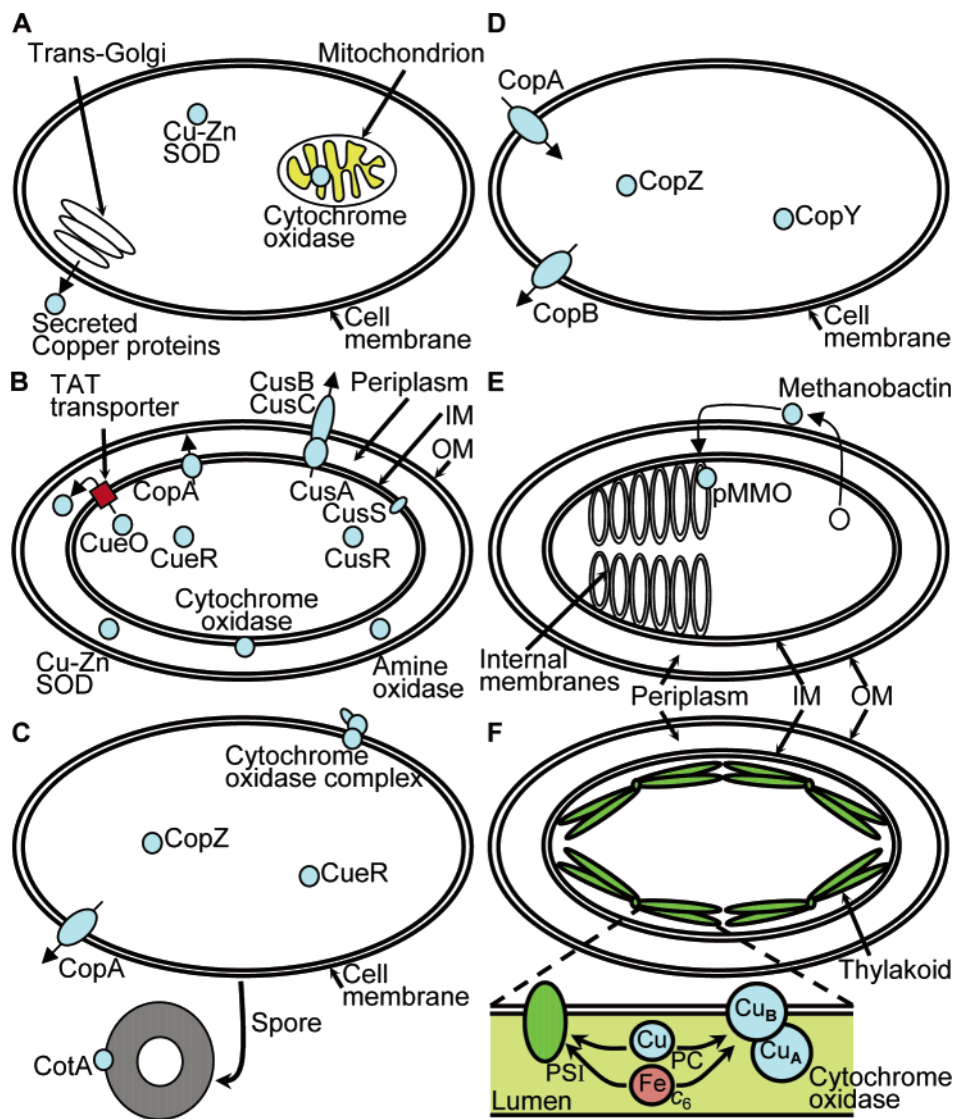 A
Trans-Golgi
Mitochondrion
Cu-Zn
SOD
Cytochrome
oxidase
Secreted
Copper proteins
Cell
membrane
B
TAT
transporter
CusB
CusC
Periplasm
IM
OM
CopA
CusA
CusS
CueO
CueR
CusR
Cytochrome
oxidase
Cu-Zn
SOD
Amine
oxidase
C
Cytochrome
oxidase complex
CopZ
CueR
CopA
Cell
membrane
Spore
CotA
D
CopA
CopZ
CopY
CopB
Cell
membrane
E
Methanobactin
pMMO
Internal
membranes
Periplasm
IM
OM
F
Thylakoid
CuB
Cu
PC
CuA
PSI
Fe
c6
Cytochrome
oxidase
Lumen